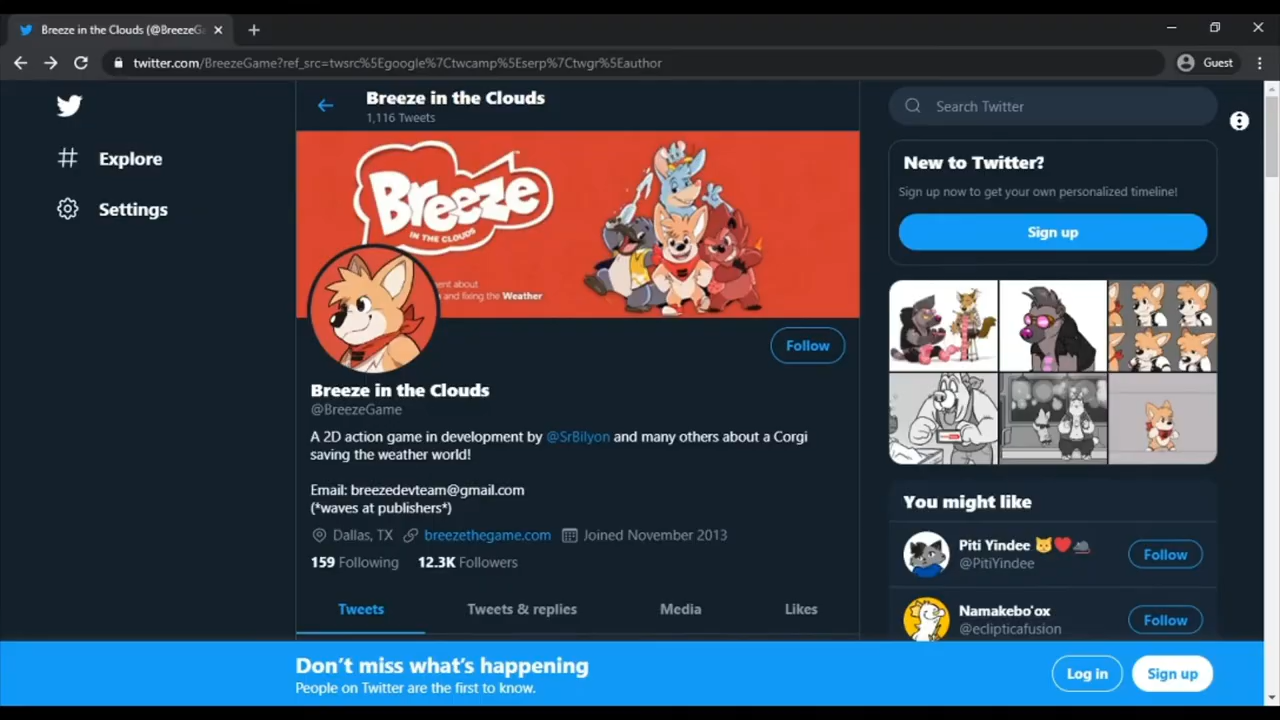 Breeze in the Clouds (@BreezeG
twitter.com/BreezeGame?ref_src=twsrc%5Egoogle%7Ctwcamp%5Eserp%7Ctwgr%5Eauthor
Guest
Explore
Settings
Breeze in the Clouds
1,116 Tweets
Breeze
IN THE CLOUDS
ent about
and fixing the Weather
Follow
Breeze in the Clouds
@BreezeGame
A 2D action game in development by @SrBilyon and many others about a Corgi
saving the weather world!
Email: breezedevteam@gmail.com
(*waves at publishers*)
Dallas, TX breezethegame.com Joined November 2013
159 Following 12.3K Followers
Tweets Tweets & replies Media Likes
Search Twitter
New to Twitter?
Sign up now to get your own personalized timeline!
Sign up
You might like
Piti Yindee 🐱❤️🐀
@PitiYindee
Follow
Namakebo'ox
@eclipticafusion
Follow
Don't miss what's happening
People on Twitter are the first to know.
Log in Sign up